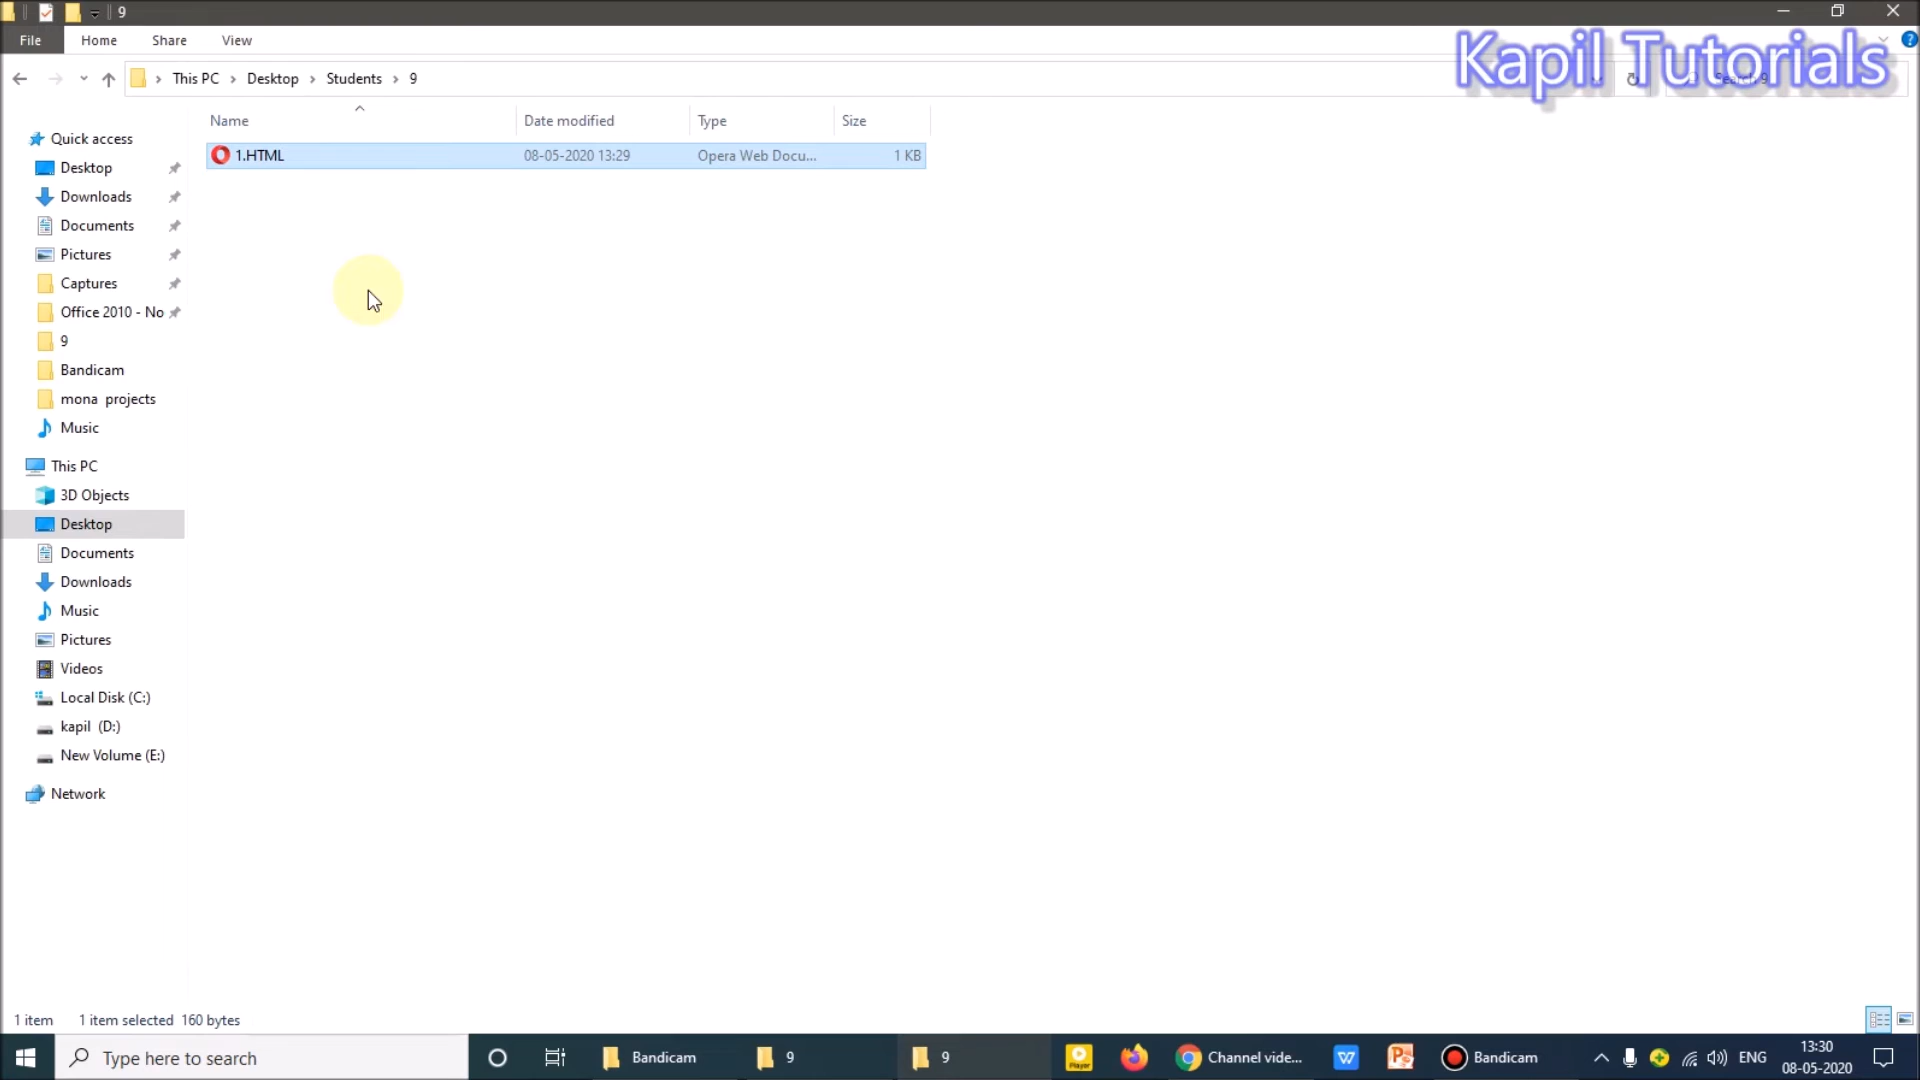 9
File Home Share View
Kapil Tutorials
This PC Desktop Students 9
Search 9
Name Date modified Type Size
1.HTML 08-05-2020 13:29 Opera Web Docu... 1 KB
Quick access
Desktop
Downloads
Documents
Pictures
Captures
Office 2010 - No
9
Bandicam
mona projects
Music
This PC
3D Objects
Desktop
Documents
Downloads
Music
Pictures
Videos
Local Disk (C:)
kapil (D:)
New Volume (E:)
Network
1 item 1 item selected 160 bytes
Type here to search Bandicam 9 9 Player Channel vide... Bandicam ENG 13:30
08-05-2020